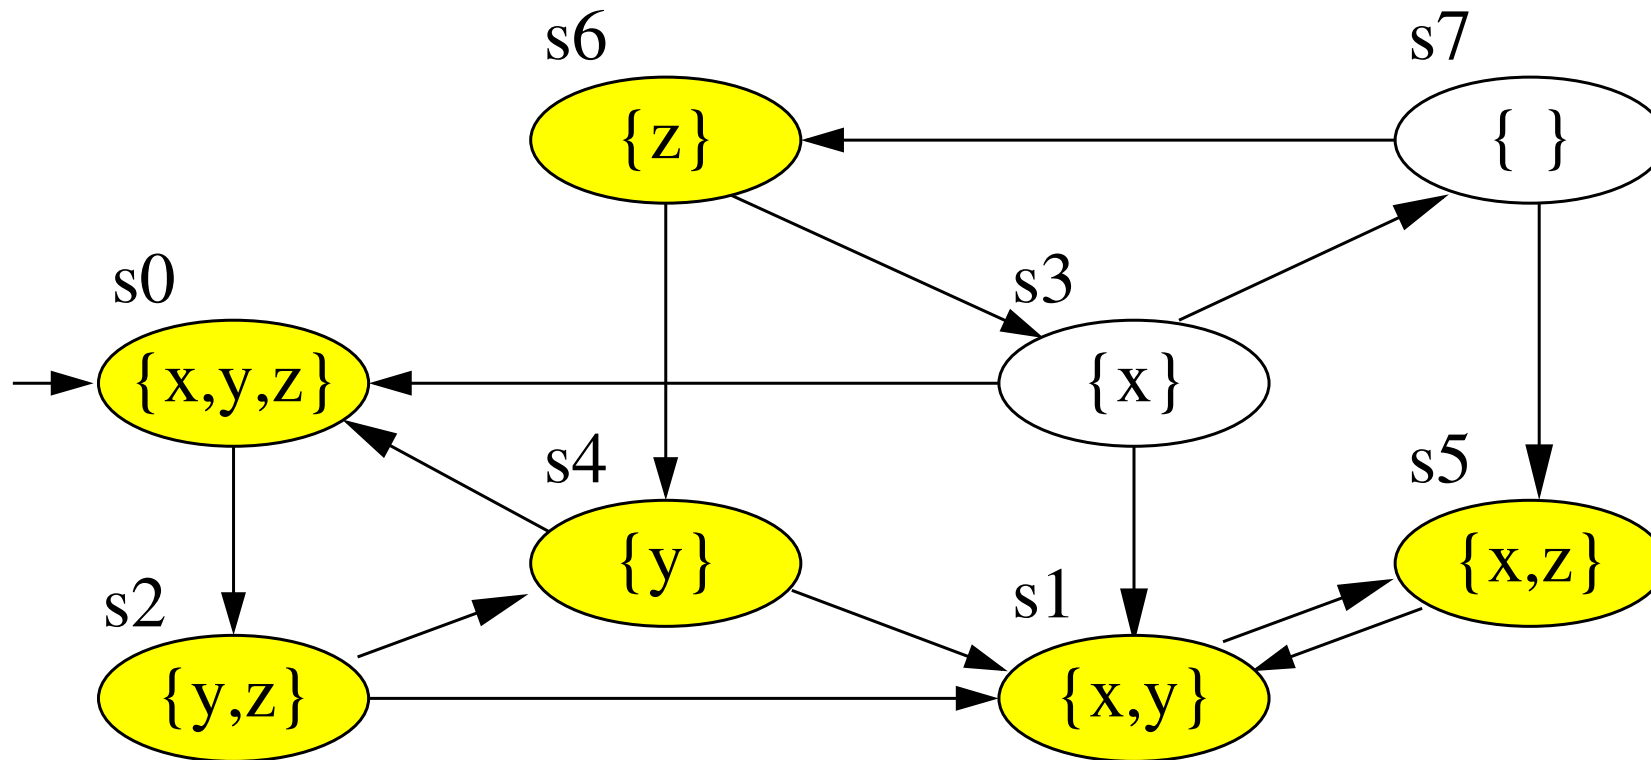 s6
s7
{z}
{ }
s0
s3
{x,y,z}
{x}
s4
s5
{y}
{x,z}
s2
s1
{y,z}
{x,y}